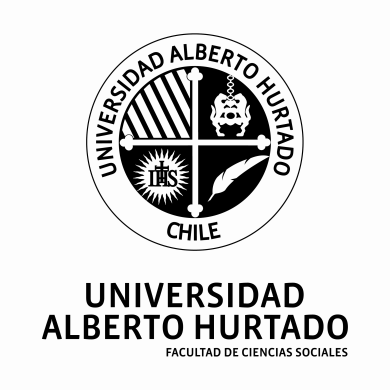 UNIVERSIDAD ALBERTO HURTADO
CHILE
IHS
UNIVERSIDAD
ALBERTO HURTADO
FACULTAD DE CIENCIAS SOCIALES